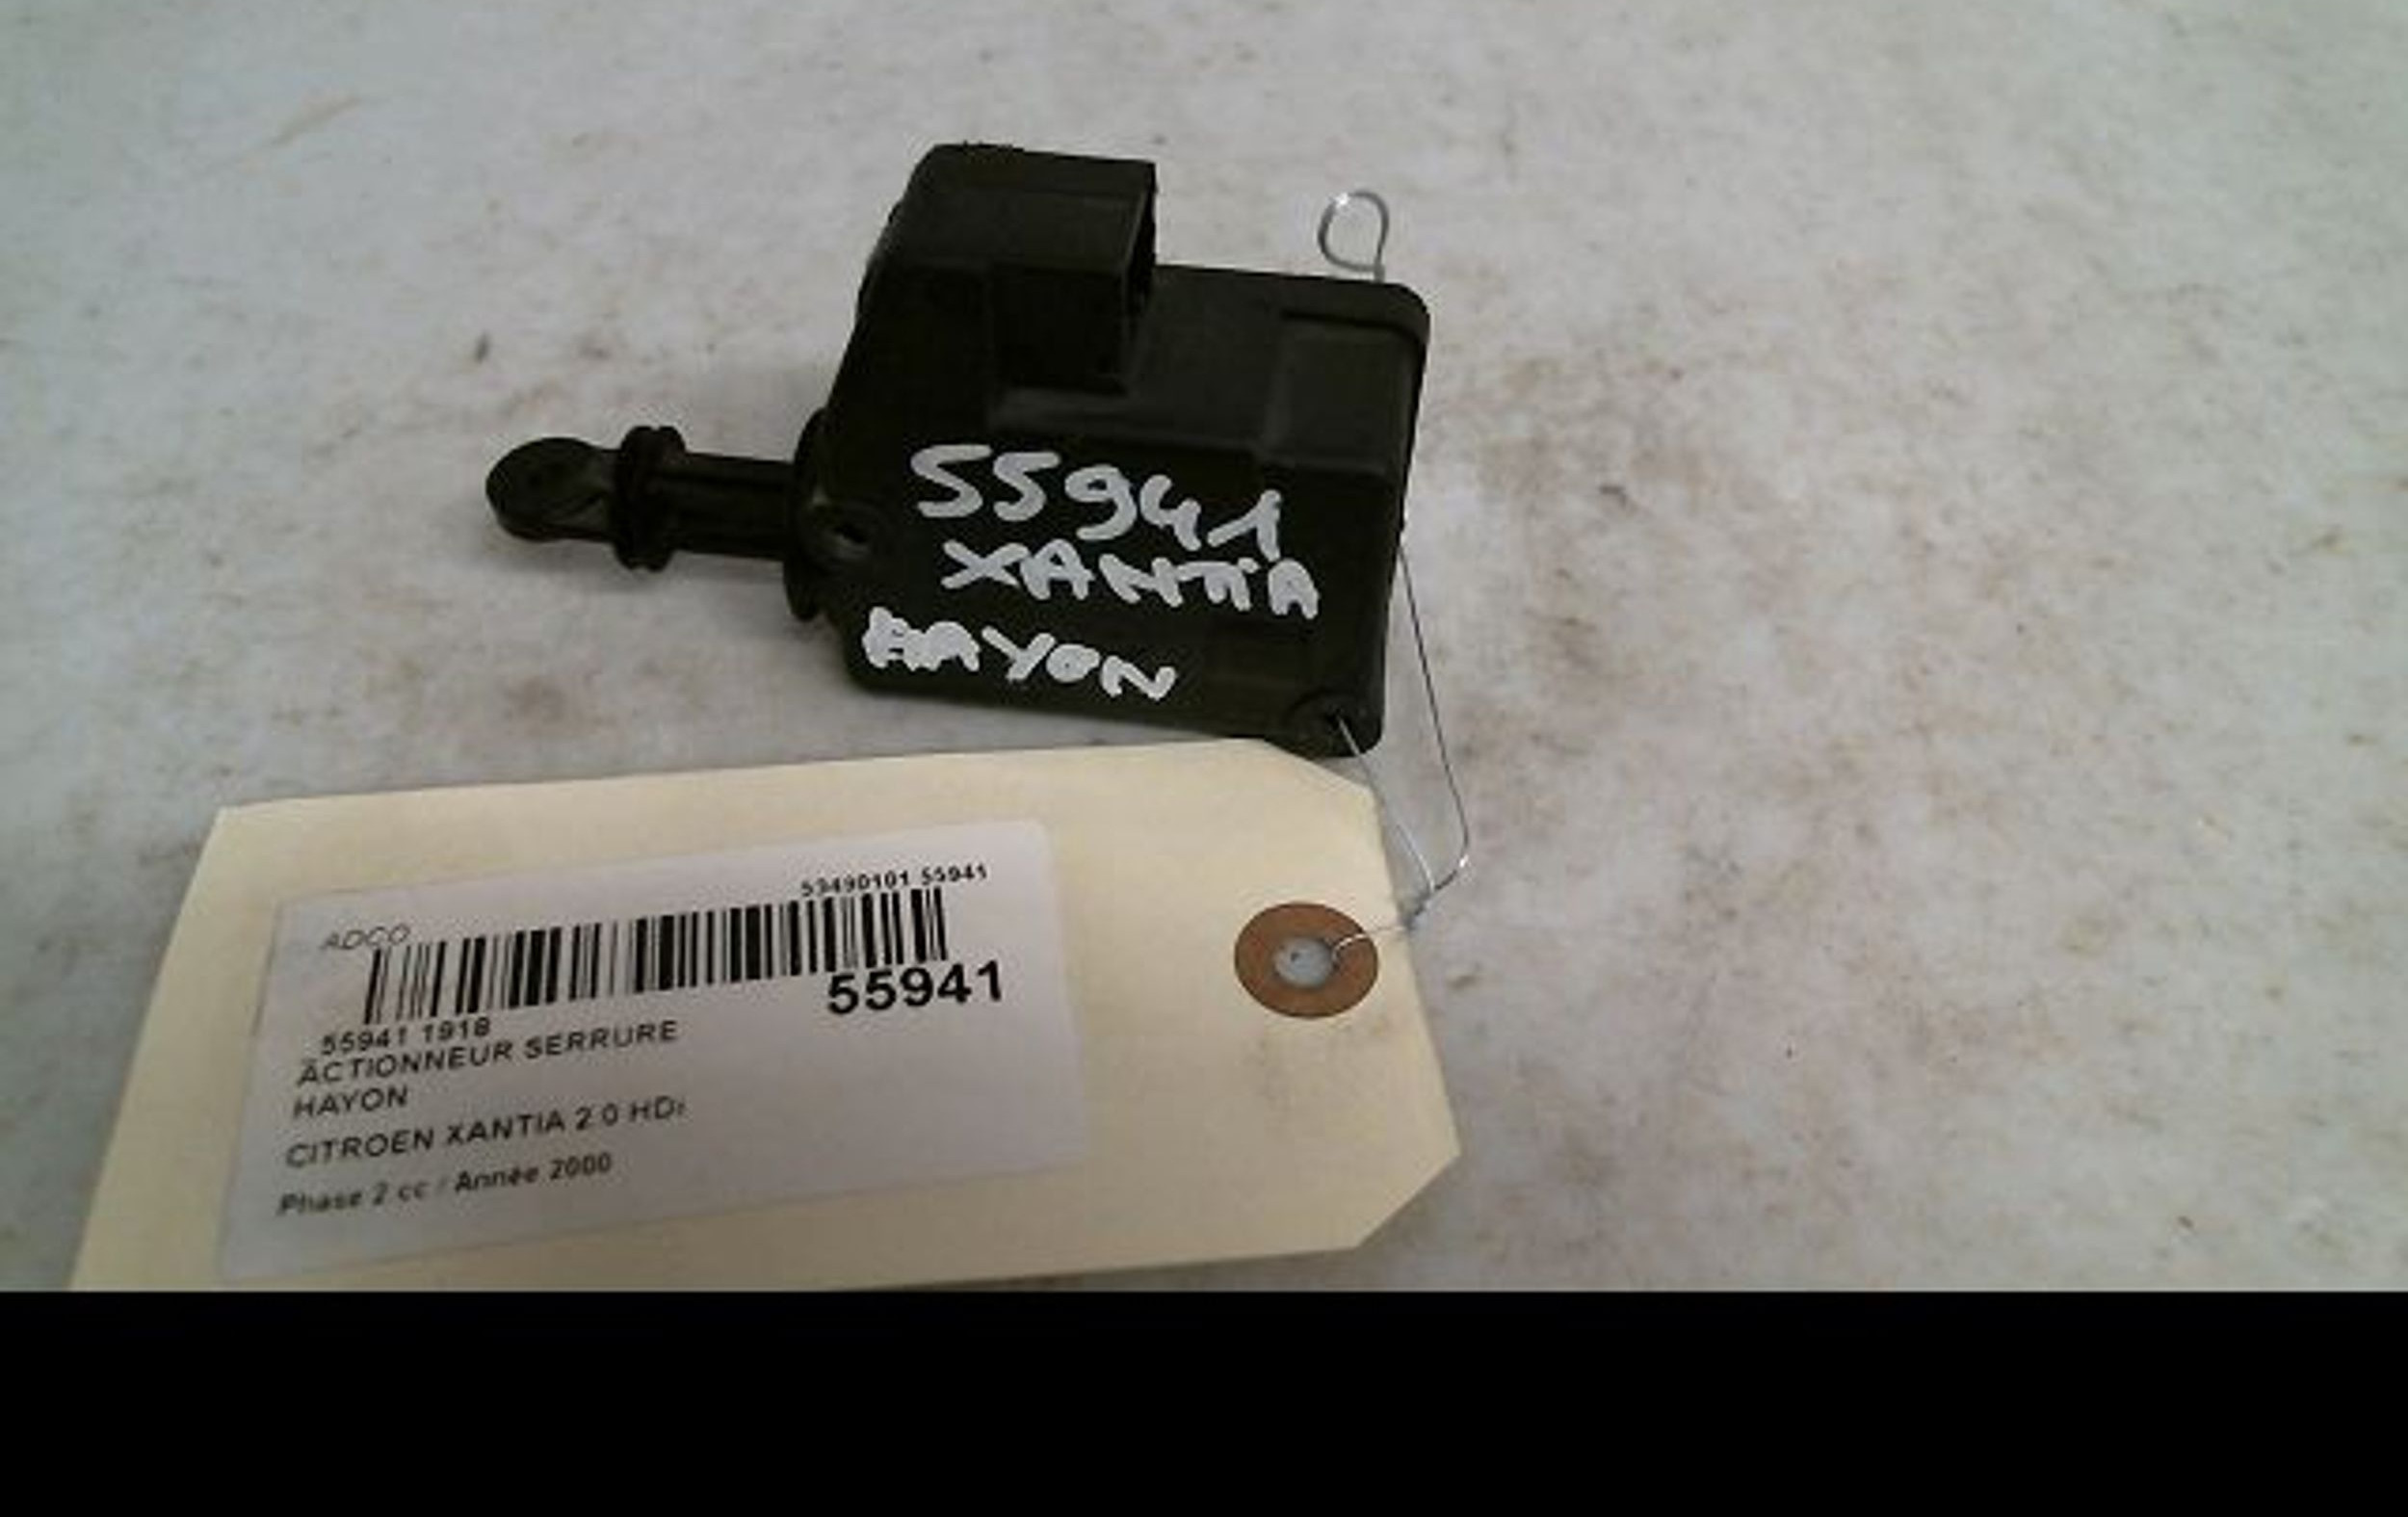 55941
XANTIA
HAYON
53490101 55941
ADCO
55941
55941 1918
ACTIONNEUR SERRURE
HAYON
CITROEN XANTIA 2.0 HDi
Phase 2 cc / Année 2000